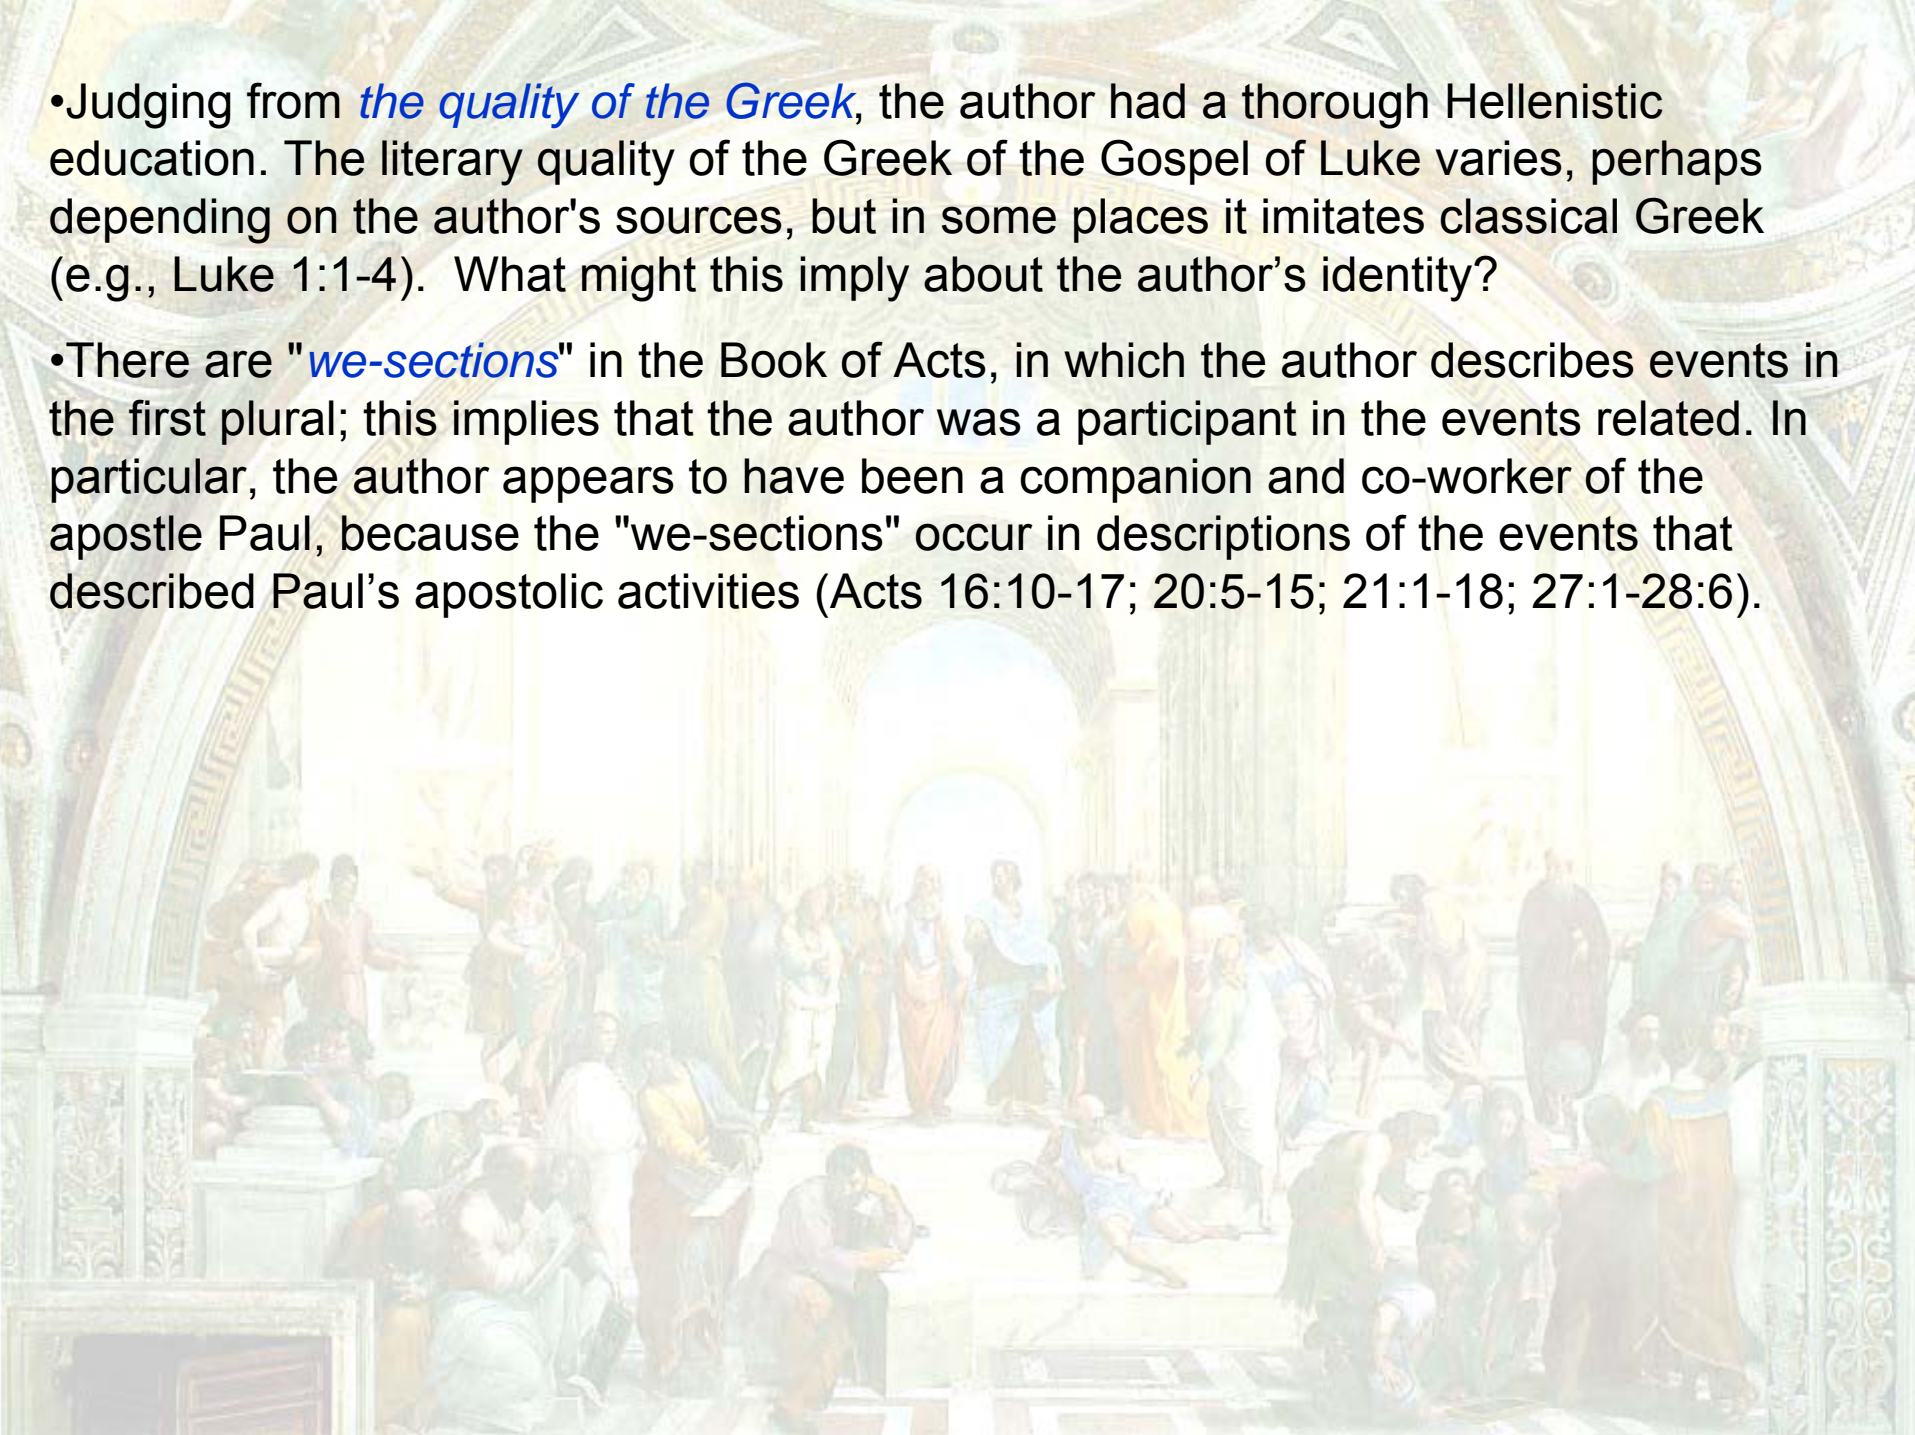 •Judging from the quality of the Greek, the author had a thorough Hellenistic
education. The literary quality of the Greek of the Gospel of Luke varies, perhaps
depending on the author's sources, but in some places it imitates classical Greek
(e.g., Luke 1:1-4).  What might this imply about the author’s identity?
•There are "we-sections" in the Book of Acts, in which the author describes events in
the first plural; this implies that the author was a participant in the events related. In
particular, the author appears to have been a companion and co-worker of the
apostle Paul, because the "we-sections" occur in descriptions of the events that
described Paul’s apostolic activities (Acts 16:10-17; 20:5-15; 21:1-18; 27:1-28:6).